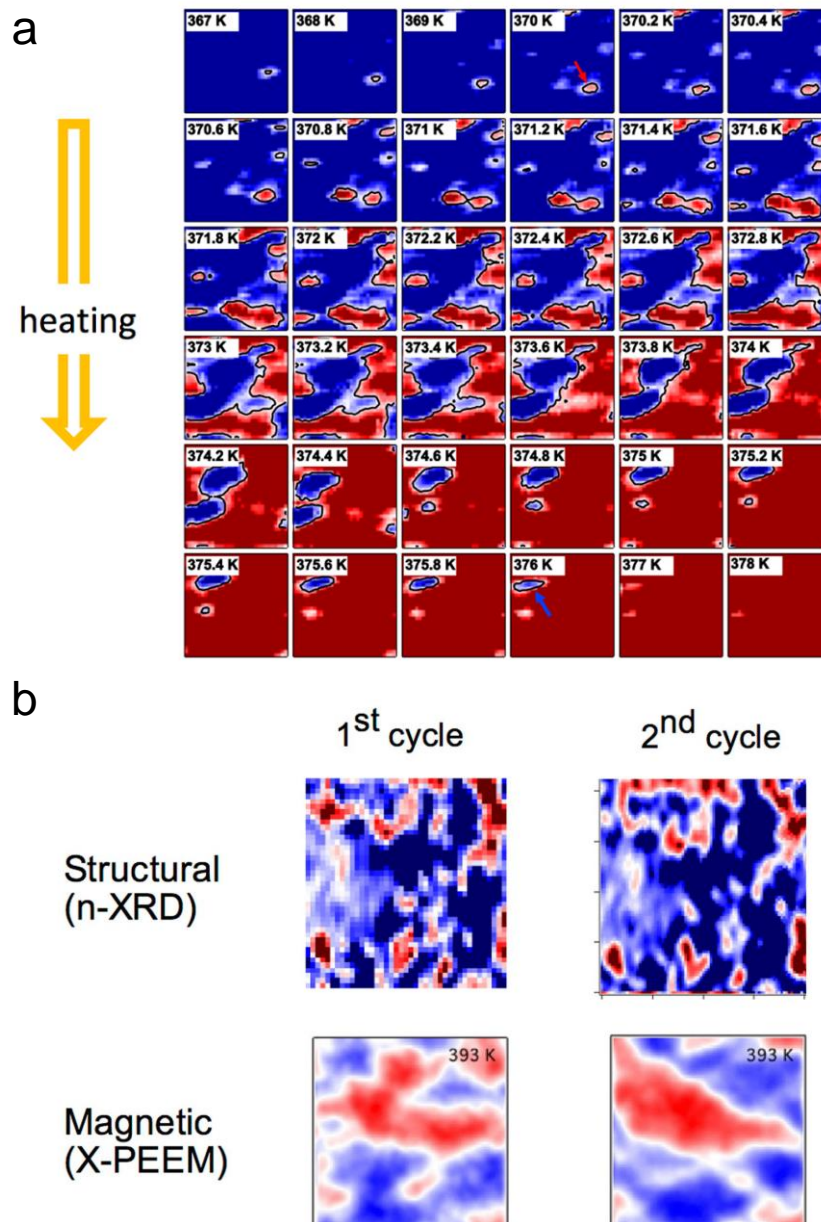 a
367 K 368 K 369 K 370 K 370.2 K 370.4 K
370.6 K 370.8 K 371 K 371.2 K 371.4 K 371.6 K
371.8 K 372 K 372.2 K 372.4 K 372.6 K 372.8 K
heating
373 K 373.2 K 373.4 K 373.6 K 373.8 K 374 K
374.2 K 374.4 K 374.6 K 374.8 K 375 K 375.2 K
375.4 K 375.6 K 375.8 K 376 K 377 K 378 K
b
1st cycle 2nd cycle
Structural
(n-XRD)
393 K 393 K
Magnetic
(X-PEEM)